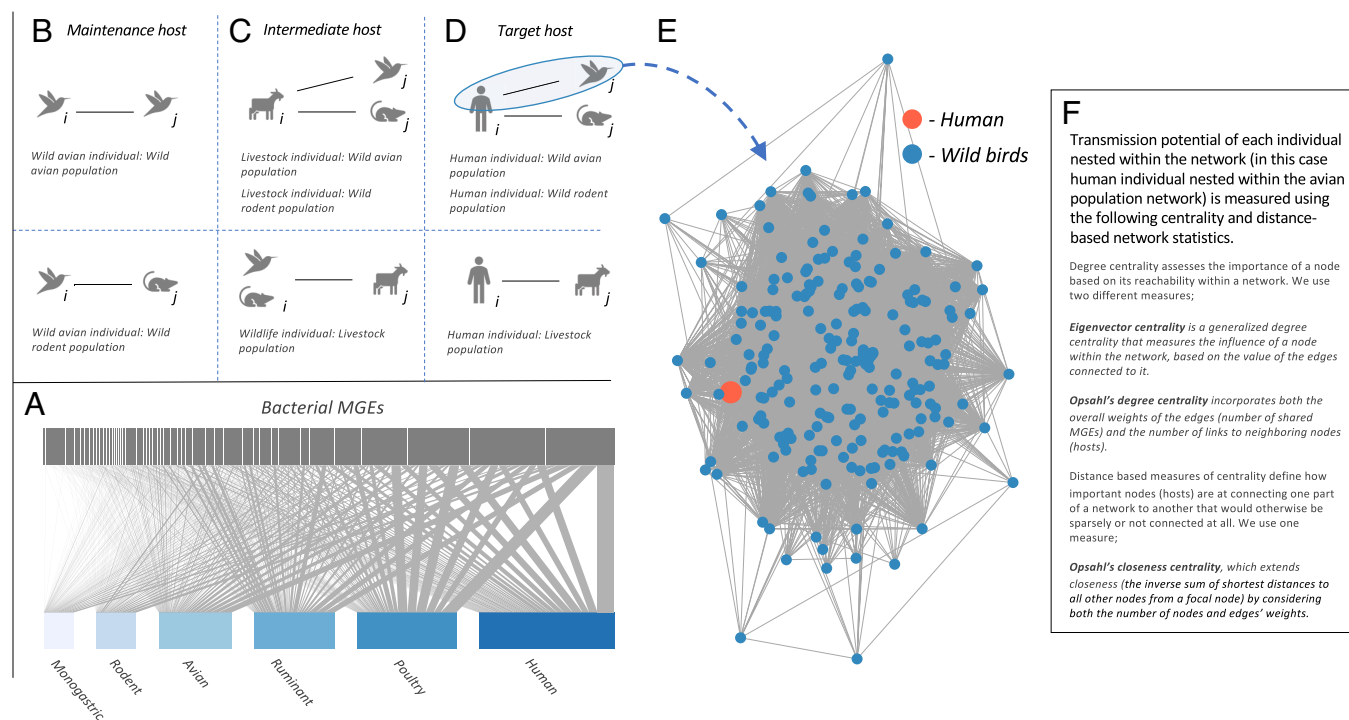 B
Maintenance host
i
j
Wild avian individual: Wild
avian population
i
j
Wild avian individual: Wild
rodent population
C
Intermediate host
j
i
j
Livestock individual: Wild avian
population
Livestock individual: Wild
rodent population
i
j
Wildlife individual: Livestock
population
D
Target host
j
i
j
Human individual: Wild avian
population
Human individual: Wild rodent
population
i
j
Human individual: Livestock
population
A
Bacterial MGEs
Monogastric
Rodent
Avian
Ruminant
Poultry
Human
E
- Human
- Wild birds
F
Transmission potential of each individual
nested within the network (in this case
human individual nested within the avian
population network) is measured using
the following centrality and distance-
based network statistics.
Degree centrality assesses the importance of a node
based on its reachability within a network. We use
two different measures;
Eigenvector centrality is a generalized degree
centrality that measures the influence of a node
within the network, based on the value of the edges
connected to it.
Opsahl’s degree centrality incorporates both the
overall weights of the edges (number of shared
MGEs) and the number of links to neighboring nodes
(hosts).
Distance based measures of centrality define how
important nodes (hosts) are at connecting one part
of a network to another that would otherwise be
sparsely or not connected at all. We use one
measure;
Opsahl’s closeness centrality, which extends
closeness (the inverse sum of shortest distances to
all other nodes from a focal node) by considering
both the number of nodes and edges’ weights.